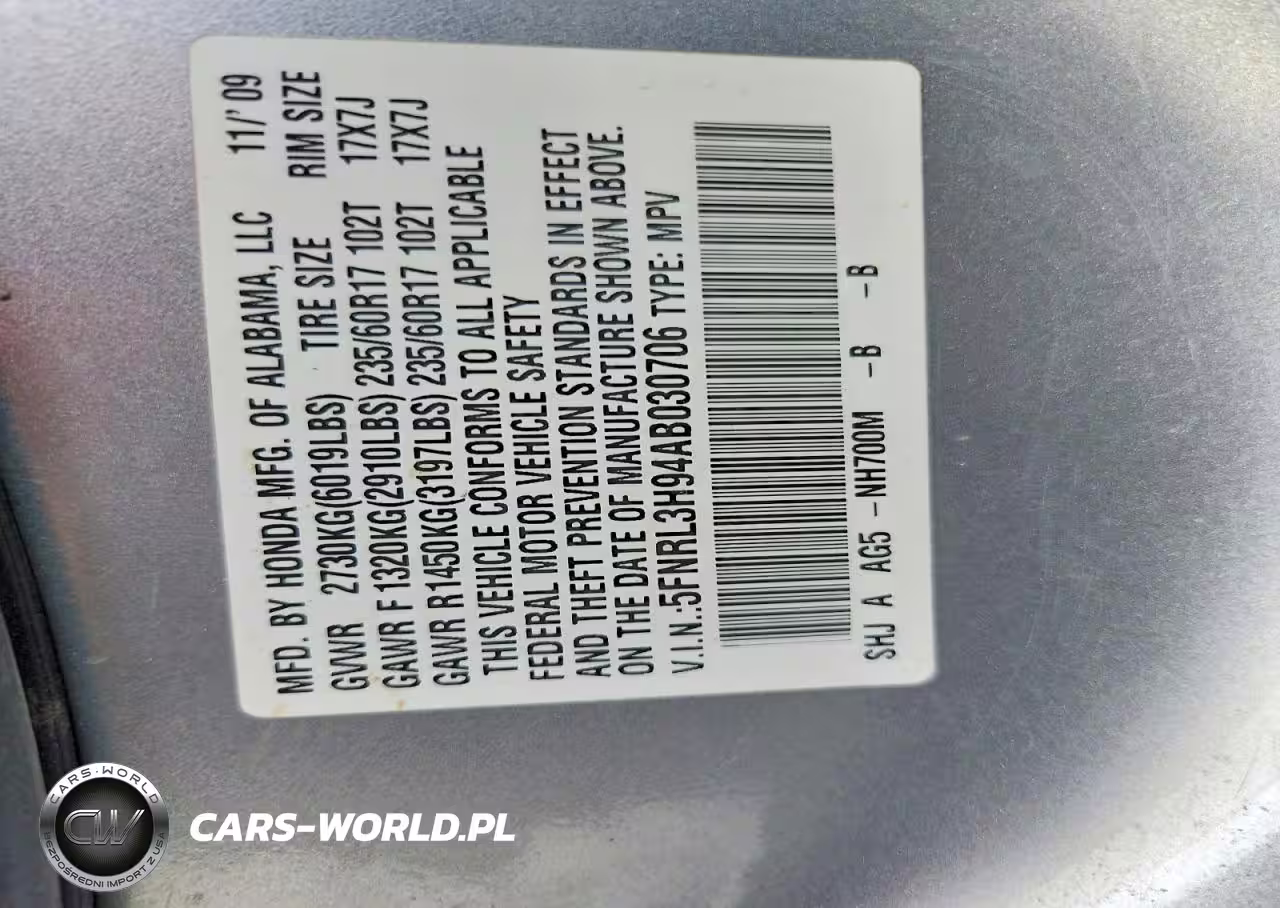 MFD. BY HONDA MFG. OF ALABAMA, LLC 11/' 09
GVWR 2730KG(6019LBS) TIRE SIZE RIM SIZE
GAWR F 1320KG(2910LBS) 235/60R17 102T 17X7J
GAWR R1450KG(3197LBS) 235/60R17 102T 17X7J
THIS VEHICLE CONFORMS TO ALL APPLICABLE
FEDERAL MOTOR VEHICLE SAFETY
AND THEFT PREVENTION STANDARDS IN EFFECT
ON THE DATE OF MANUFACTURE SHOWN ABOVE.
V.I.N.:5FNRL3H94AB030706 TYPE: MPV
SHJ A AG5 -NH700M -B -B
CARS-WORLD
CW
BEZPOŚREDNI IMPORT Z USA
CARS-WORLD.PL